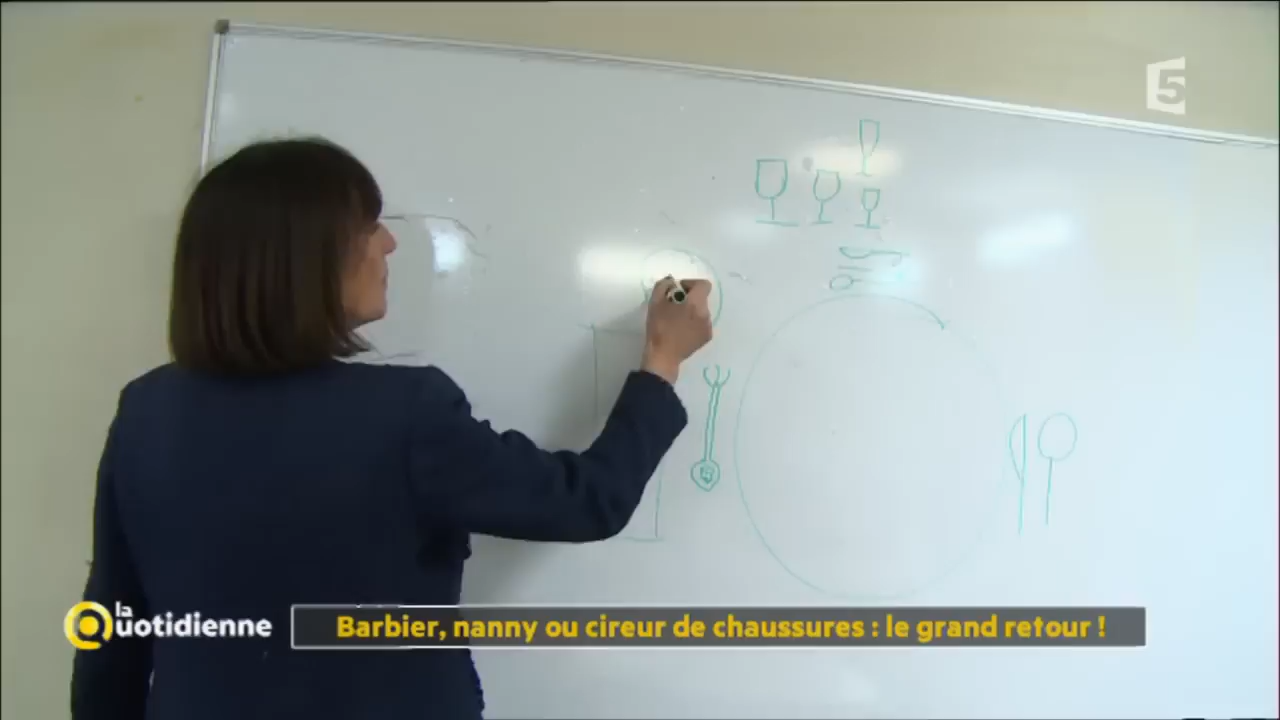 5
la Quotidienne
Barbier, nanny ou cireur de chaussures : le grand retour !